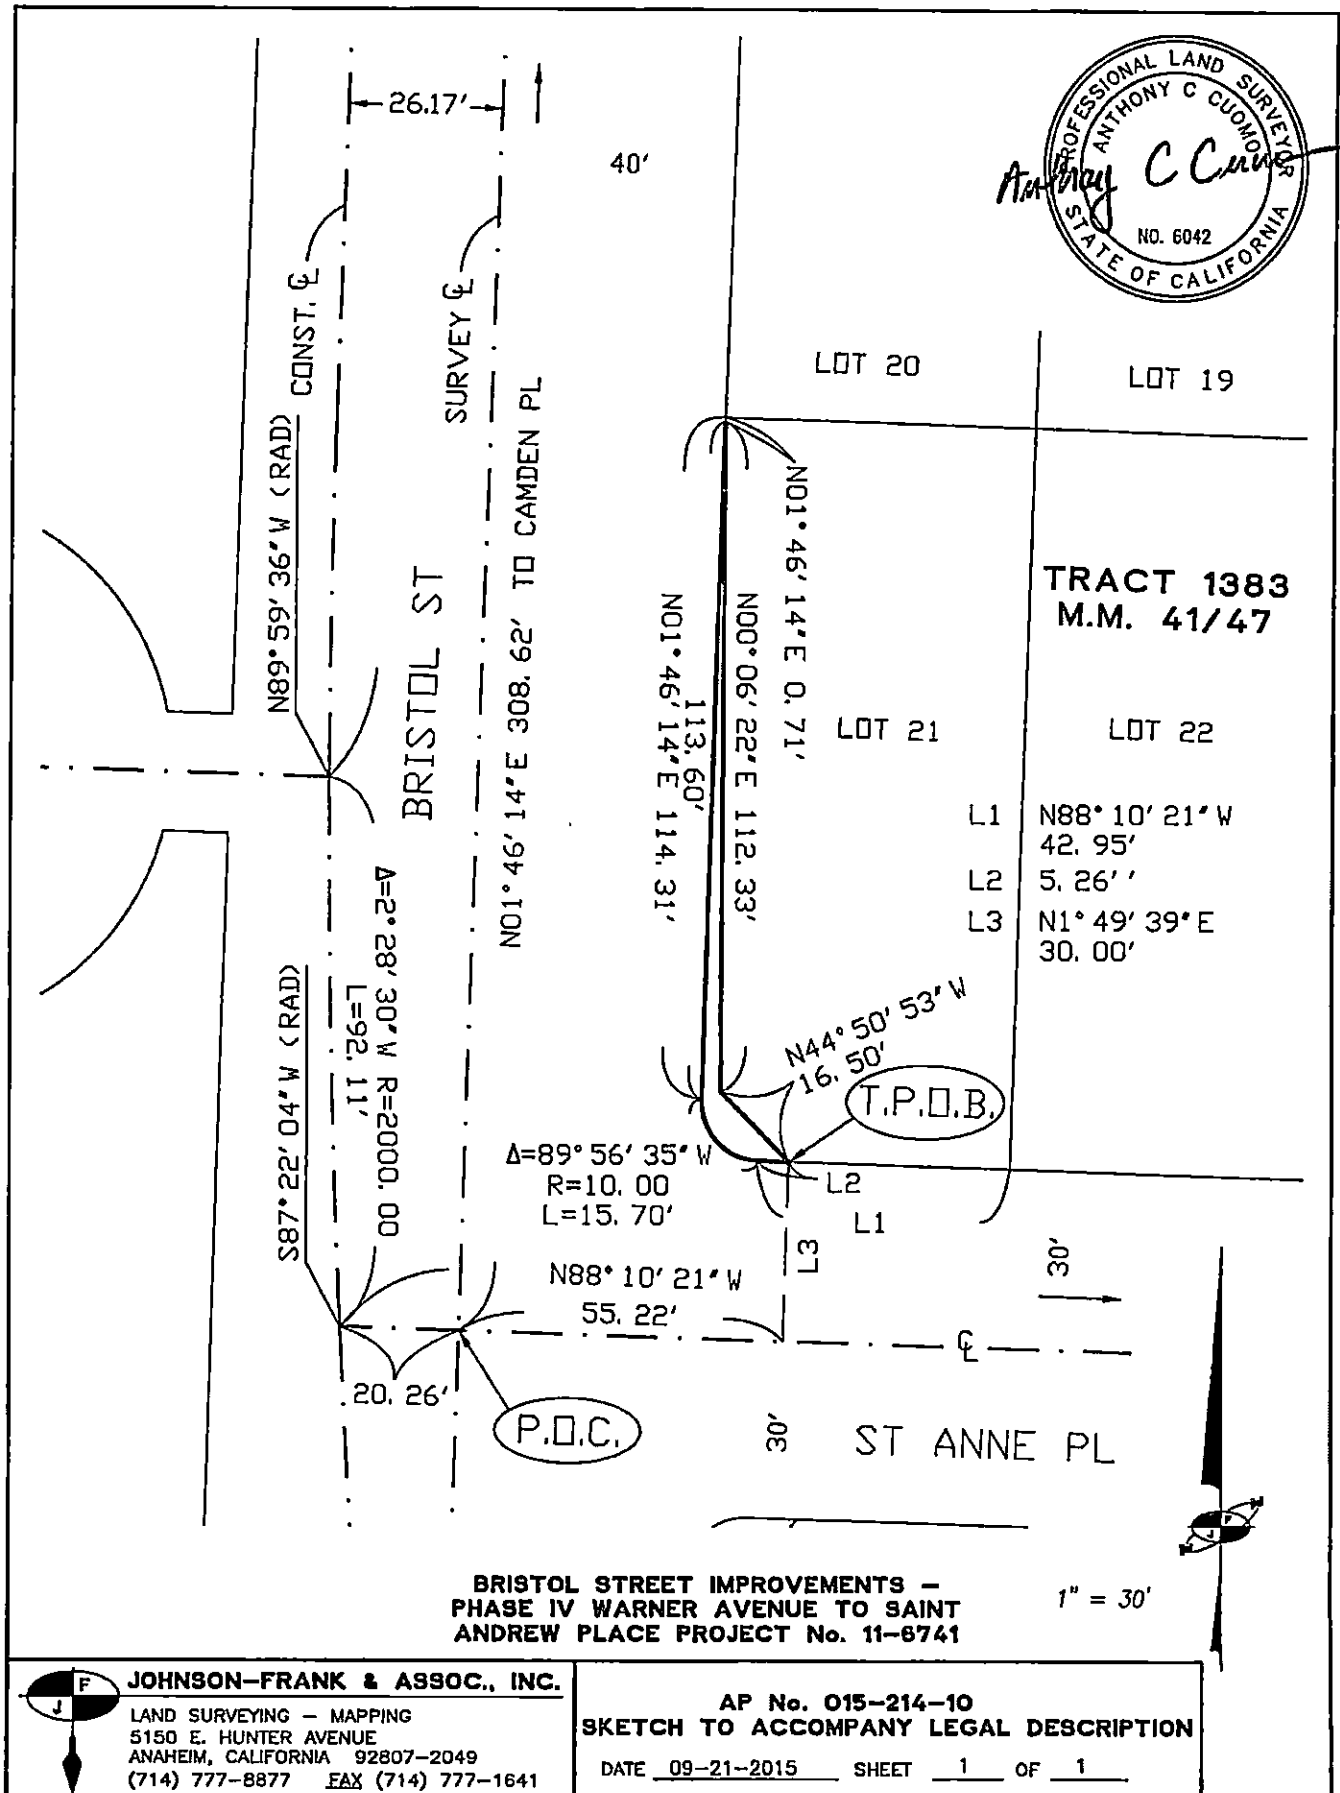 26.17'
40'
PROFESSIONAL LAND SURVEYOR
ANTHONY C CUOMO
NO. 6042
STATE OF CALIFORNIA
CONST. ℄
SURVEY ℄
LOT 20
LOT 19
N89°59'36"W (RAD)
BRISTOL ST
N01°46'14"E 308.62' TO CAMDEN PL
N01°46'14"E 0.71'
N00°06'22"E 112.33'
113.60'
N01°46'14"E 114.31'
TRACT 1383
M.M. 41/47
LOT 21
LOT 22
L1 N88°10'21"W
42.95'
L2 5.26''
L3 N1°49'39"E
30.00'
Δ=2°28'30"W R=2000.00
L=92.11'
S87°22'04"W (RAD)
N44°50'53"W
16.50'
T.P.O.B.
Δ=89°56'35"W
R=10.00
L=15.70'
L2
L1
L3
30'
N88°10'21"W
55.22'
℄
20.26'
P.O.C.
30'
ST ANNE PL
BRISTOL STREET IMPROVEMENTS –
PHASE IV WARNER AVENUE TO SAINT
ANDREW PLACE PROJECT No. 11-6741
1" = 30'
F
J
F
J
JOHNSON-FRANK & ASSOC., INC.
LAND SURVEYING – MAPPING
5150 E. HUNTER AVENUE
ANAHEIM, CALIFORNIA 92807-2049
(714) 777-8877 FAX (714) 777-1641
AP No. 015-214-10
SKETCH TO ACCOMPANY LEGAL DESCRIPTION
DATE 09-21-2015 SHEET 1 OF 1